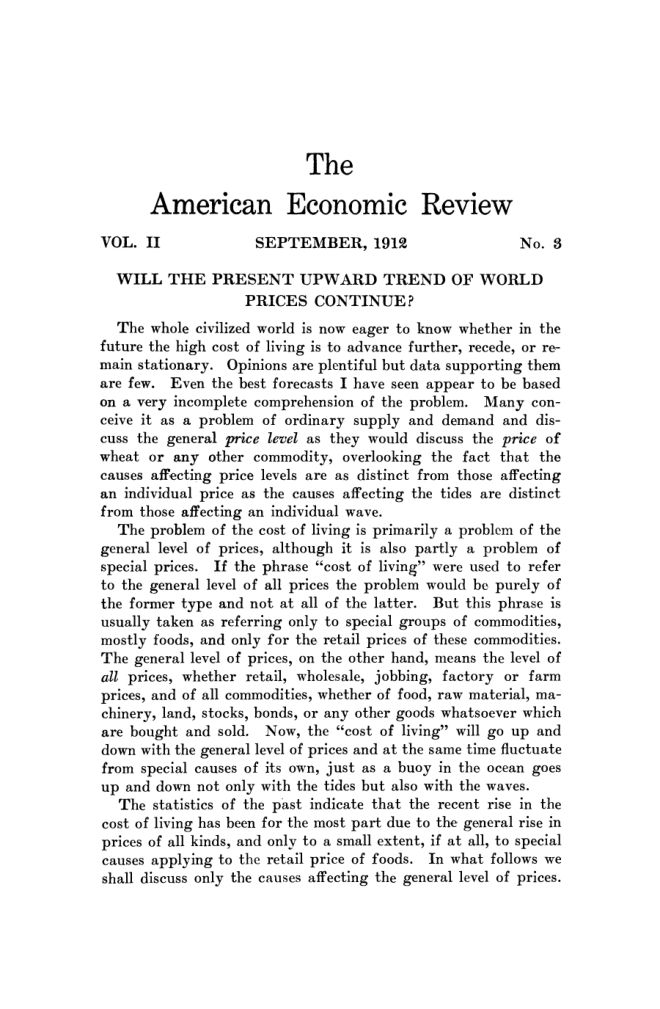 The
American Economic Review
VOL. II SEPTEMBER, 1912 No. 3
WILL THE PRESENT UPWARD TREND OF WORLD
PRICES CONTINUE?
The whole civilized world is now eager to know whether in the
future the high cost of living is to advance further, recede, or re-
main stationary. Opinions are plentiful but data supporting them
are few. Even the best forecasts I have seen appear to be based
on a very incomplete comprehension of the problem. Many con-
ceive it as a problem of ordinary supply and demand and dis-
cuss the general price level as they would discuss the price of
wheat or any other commodity, overlooking the fact that the
causes affecting price levels are as distinct from those affecting
an individual price as the causes affecting the tides are distinct
from those affecting an individual wave.
The problem of the cost of living is primarily a problem of the
general level of prices, although it is also partly a problem of
special prices. If the phrase “cost of living” were used to refer
to the general level of all prices the problem would be purely of
the former type and not at all of the latter. But this phrase is
usually taken as referring only to special groups of commodities,
mostly foods, and only for the retail prices of these commodities.
The general level of prices, on the other hand, means the level of
all prices, whether retail, wholesale, jobbing, factory or farm
prices, and of all commodities, whether of food, raw material, ma-
chinery, land, stocks, bonds, or any other goods whatsoever which
are bought and sold. Now, the “cost of living” will go up and
down with the general level of prices and at the same time fluctuate
from special causes of its own, just as a buoy in the ocean goes
up and down not only with the tides but also with the waves.
The statistics of the past indicate that the recent rise in the
cost of living has been for the most part due to the general rise in
prices of all kinds, and only to a small extent, if at all, to special
causes applying to the retail price of foods. In what follows we
shall discuss only the causes affecting the general level of prices.